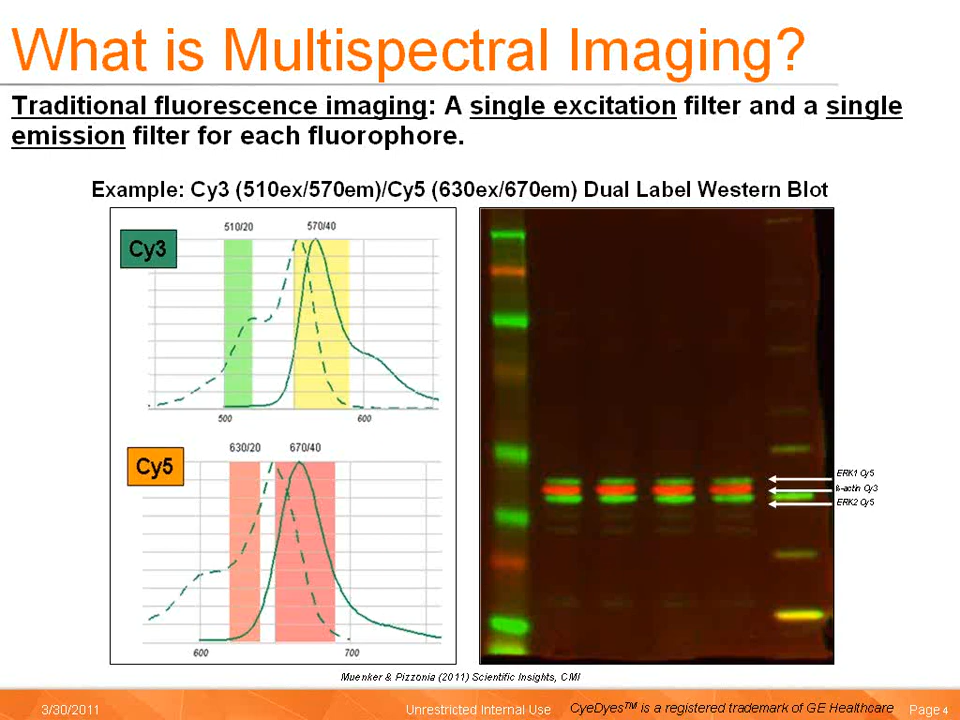 What is Multispectral Imaging?
Traditional fluorescence imaging: A single excitation filter and a single
emission filter for each fluorophore.
Example: Cy3 (510ex/570em)/Cy5 (630ex/670em) Dual Label Western Blot
510/20 570/40
Cy3
500 600
630/20 670/40
Cy5
600 700
ERK1 Cy5
ß-actin Cy3
ERK2 Cy5
Muenker & Pizzonia (2011) Scientific Insights, CMI
3/30/2011 Unrestricted Internal Use CyeDyes™ is a registered trademark of GE Healthcare Page 4